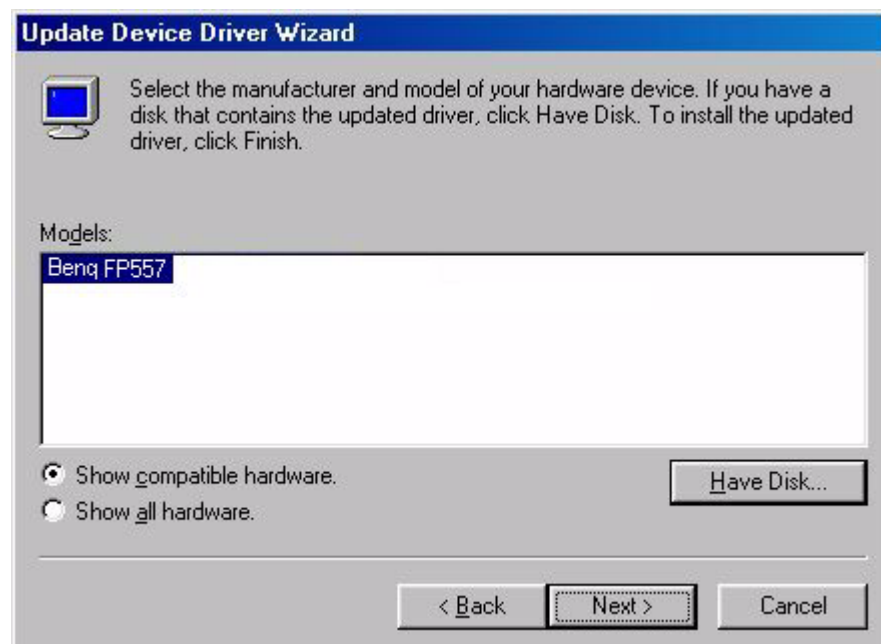 Update Device Driver Wizard
Select the manufacturer and model of your hardware device. If you have a
disk that contains the updated driver, click Have Disk. To install the updated
driver, click Finish.
Models:
Benq FP557
Show compatible hardware.
Have Disk...
Show all hardware.
< Back
Next >
Cancel